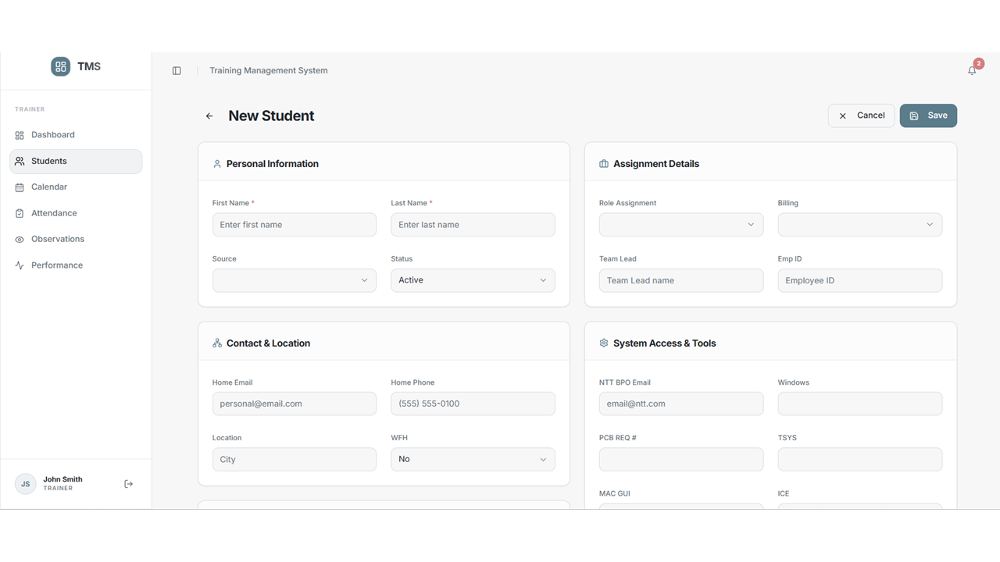 TMS
Training Management System
2
TRAINER
Dashboard
Students
Calendar
Attendance
Observations
Performance
JS
John Smith
TRAINER
New Student
Cancel
Save
Personal Information
First Name *
Last Name *
Enter first name
Enter last name
Source
Status
Active
Assignment Details
Role Assignment
Billing
Team Lead
Emp ID
Team Lead name
Employee ID
Contact & Location
Home Email
Home Phone
personal@email.com
(555) 555-0100
Location
WFH
City
No
System Access & Tools
NTT BPO Email
Windows
email@ntt.com
PCB REQ #
TSYS
MAC GUI
ICE